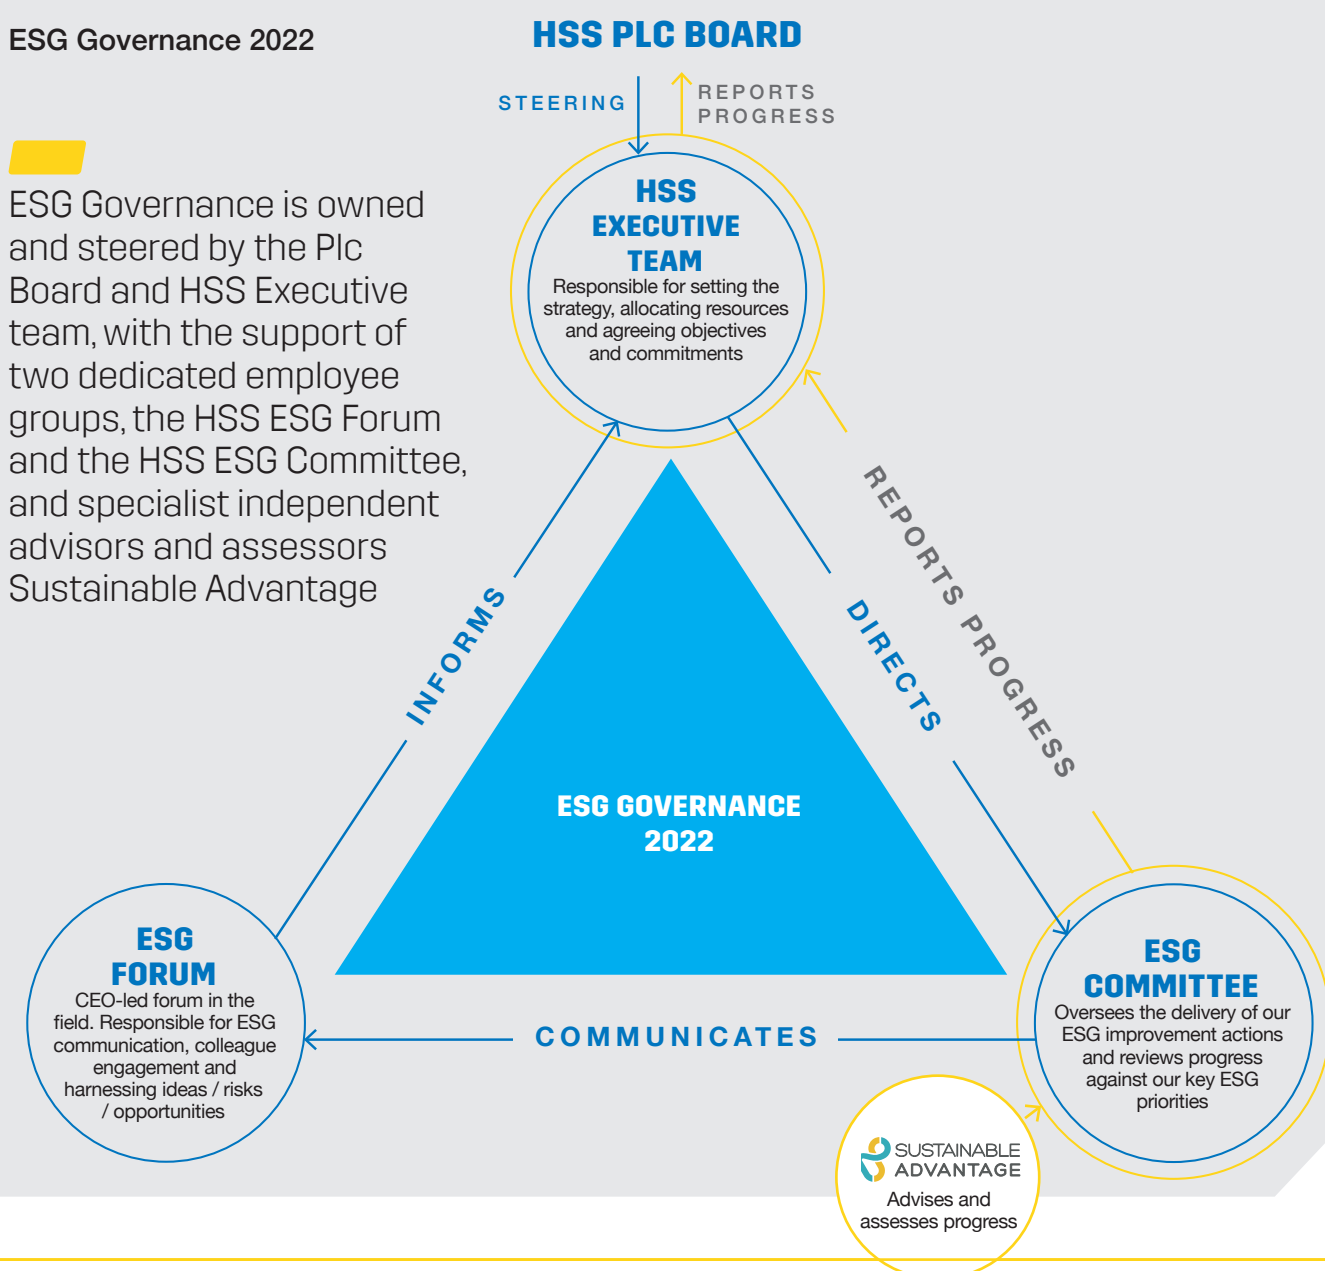 ESG Governance 2022
ESG Governance is owned
and steered by the Plc
Board and HSS Executive
team, with the support of
two dedicated employee
groups, the HSS ESG Forum
and the HSS ESG Committee,
and specialist independent
advisors and assessors
Sustainable Advantage
HSS PLC BOARD
STEERING
REPORTS
PROGRESS
HSS
EXECUTIVE
TEAM
Responsible for setting the
strategy, allocating resources
and agreeing objectives
and commitments
INFORMS
DIRECTS
REPORTS PROGRESS
ESG GOVERNANCE
2022
ESG
FORUM
CEO-led forum in the
field. Responsible for ESG
communication, colleague
engagement and
harnessing ideas / risks
/ opportunities
COMMUNICATES
ESG
COMMITTEE
Oversees the delivery of our
ESG improvement actions
and reviews progress
against our key ESG
priorities
SUSTAINABLE
ADVANTAGE
Advises and
assesses progress